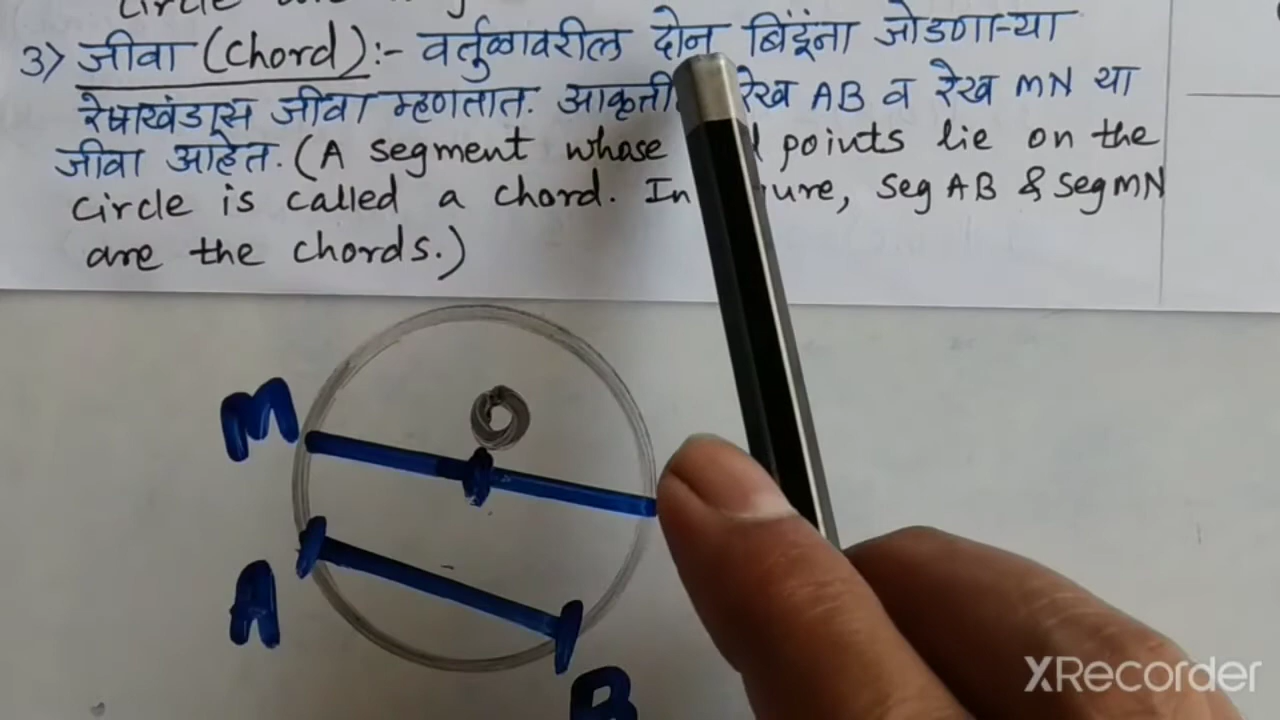 circle
3) जीवा (chord):- वर्तुळावरील दोन बिंदूंना जोडणाऱ्या
रेषाखंडास जीवा म्हणतात. आकृती रेख AB व रेख MN या
जीवा आहेत. (A segment whose points lie on the
circle is called a chord. In seg AB & seg MN
are the chords.)
O
M
A
B
XRecorder